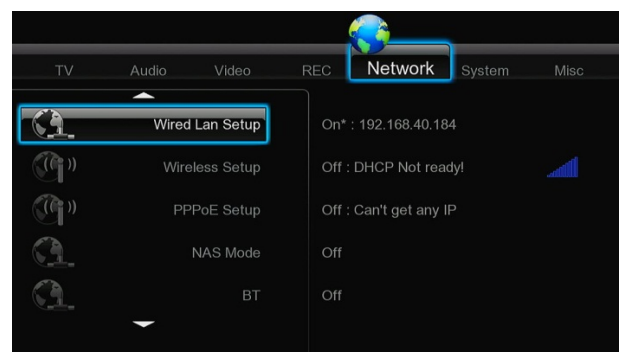 TV Audio Video REC Network System Misc
Wired Lan Setup On* : 192.168.40.184
Wireless Setup Off : DHCP Not ready!
PPPoE Setup Off : Can't get any IP
NAS Mode Off
BT Off